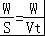 W/S = W/Vt